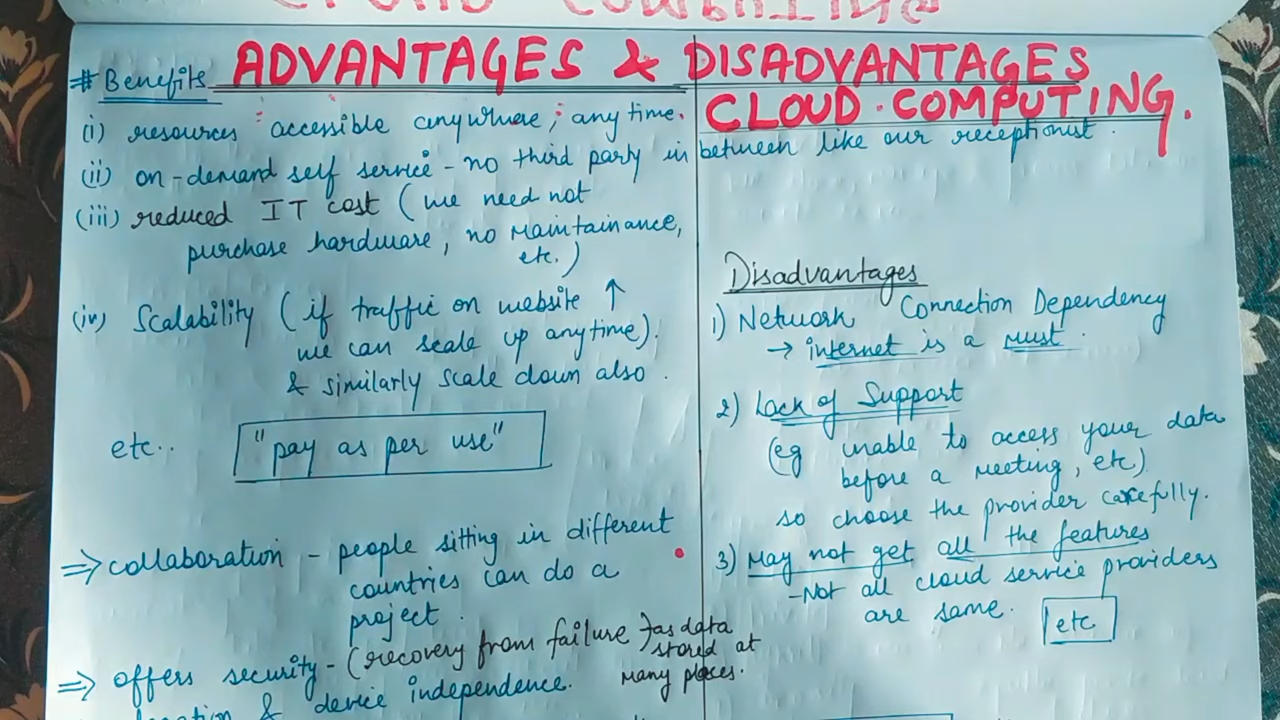 ADVANTAGES & DISADVANTAGES
CLOUD COMPUTING.
# Benefits
(i) resources accessible anywhere, any time.
(ii) on-demand self service - no third party in between like our receptionist.
(iii) reduced IT cost (we need not
purchase hardware, no maintainance,
etc.)
(iv) Scalability (if traffic on website ↑
we can scale up anytime).
& similarly scale down also.
etc..
"pay as per use"
⇒ collaboration - people sitting in different
countries can do a
project.
⇒ offers security - (recovery from failure) as data
stored at
many places.
& device independence.
Disadvantages
1) Network Connection Dependency
→ internet is a must.
2) Lack of Support
(eg unable to access your data
before a meeting, etc)
so choose the provider carefully.
3) May not get all the features
- Not all cloud service providers
are same.
etc